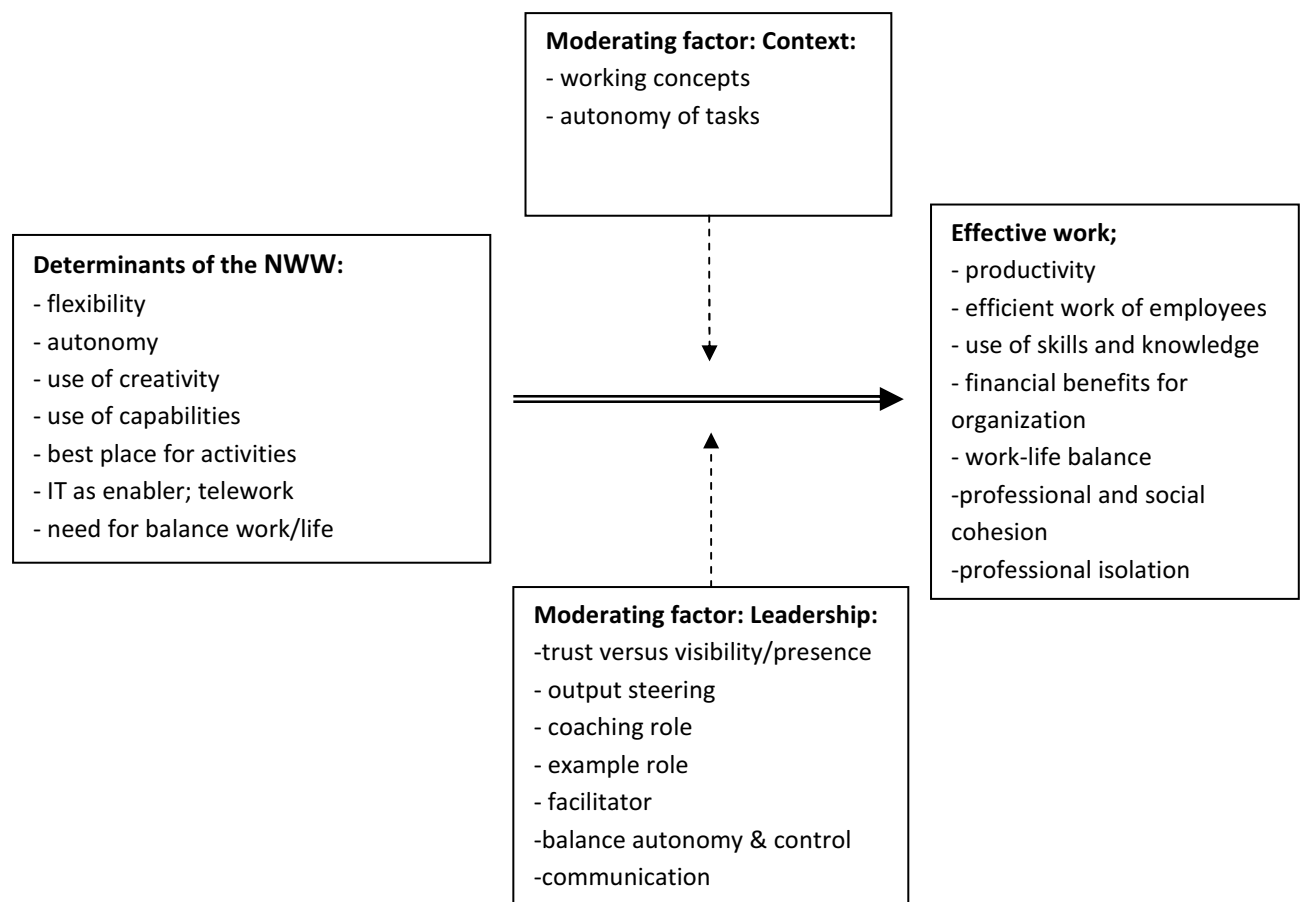 Moderating factor: Context:
- working concepts
- autonomy of tasks
Determinants of the NWW:
- flexibility
- autonomy
- use of creativity
- use of capabilities
- best place for activities
- IT as enabler; telework
- need for balance work/life
Effective work;
- productivity
- efficient work of employees
- use of skills and knowledge
- financial benefits for
organization
- work-life balance
-professional and social
cohesion
-professional isolation
Moderating factor: Leadership:
-trust versus visibility/presence
- output steering
- coaching role
- example role
- facilitator
-balance autonomy & control
-communication